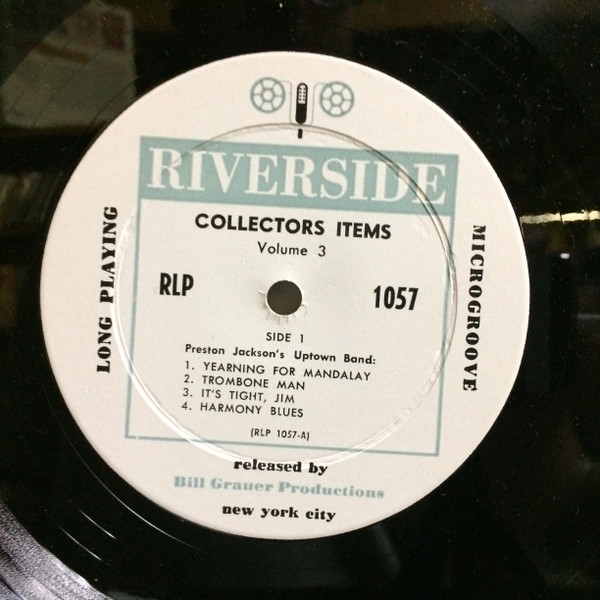 RIVERSIDE
COLLECTORS ITEMS
Volume 3
RLP 1057
LONG PLAYING
MICROGROOVE
SIDE 1
Preston Jackson's Uptown Band:
1. YEARNING FOR MANDALAY
2. TROMBONE MAN
3. IT'S TIGHT, JIM
4. HARMONY BLUES
(RLP 1057-A)
released by
Bill Grauer Productions
new york city